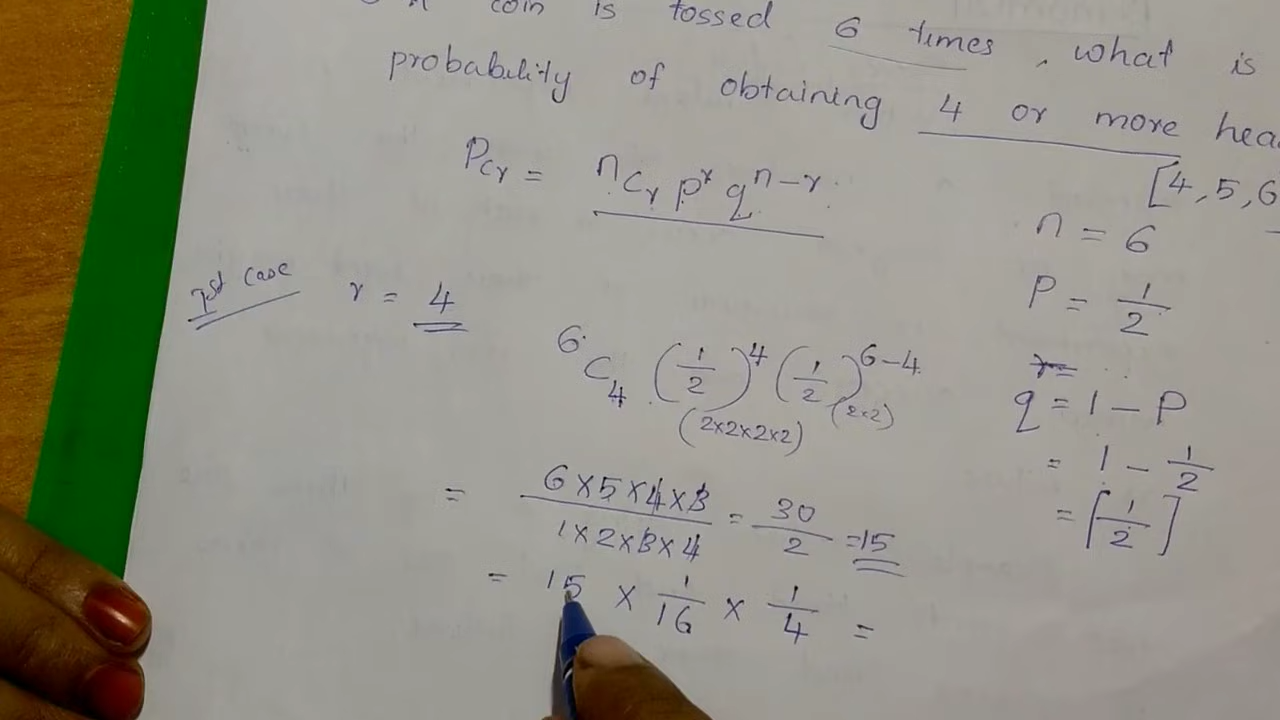 coin is tossed 6 times, what is
probability of obtaining 4 or more hea
Pcr = nCr p^r q^n-r
[4,5,6
n = 6
P = 1/2
1st case r = 4
6C4 (1/2)^4 (1/2)^6-4
(2x2x2x2) (2x2)
q = 1 - P
= 1 - 1/2
= [1/2]
= 6x5x4x3/1x2x3x4 = 30/2 = 15
= 15 x 1/16 x 1/4 =